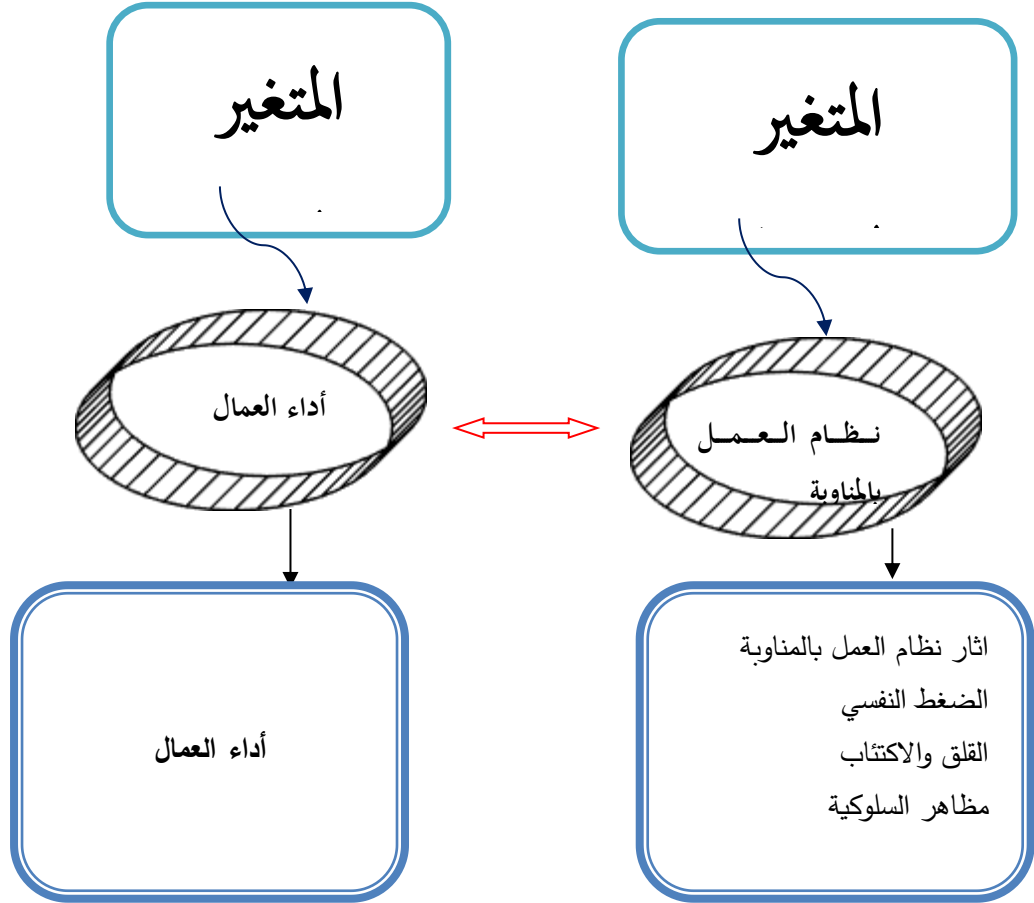 المتغير
المتغير
نظام العمل
بالمناوبة
أداء العمال
اثار نظام العمل بالمناوبة
الضغط النفسي
القلق والاكتئاب
مظاهر السلوكية
أداء العمال